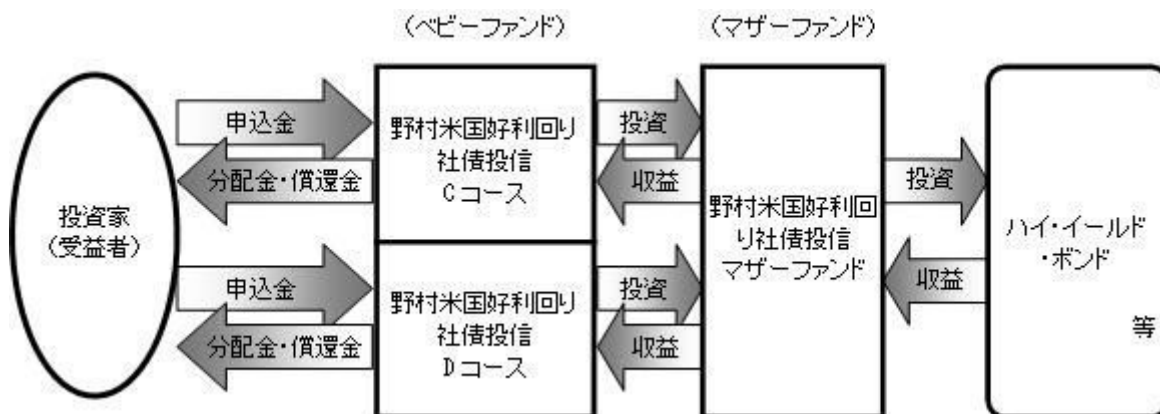 (ベビーファンド)
(マザーファンド)
投資家
(受益者)
申込金
分配金・償還金
申込金
分配金・償還金
野村米国好利回り
社債投信
Cコース
野村米国好利回り
社債投信
Dコース
投資
収益
投資
収益
野村米国好利回
り社債投信
マザーファンド
投資
収益
ハイ・イールド
・ボンド
等